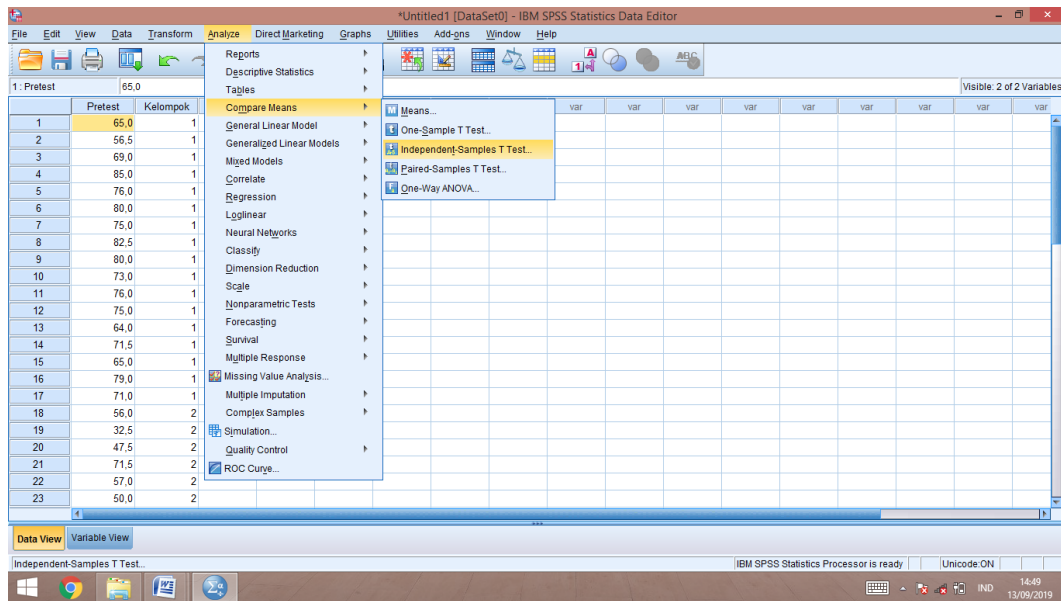 *Untitled1 [DataSet0] - IBM SPSS Statistics Data Editor
File Edit View Data Transform Analyze Direct Marketing Graphs Utilities Add-ons Window Help
1 : Pretest 65,0 Visible: 2 of 2 Variables
Pretest Kelompok var var var var var var var var
1 65,0 1
2 56,5 1
3 69,0 1
4 85,0 1
5 76,0 1
6 80,0 1
7 75,0 1
8 82,5 1
9 80,0 1
10 73,0 1
11 76,0 1
12 75,0 1
13 64,0 1
14 71,5 1
15 65,0 1
16 79,0 1
17 71,0 1
18 56,0 2
19 32,5 2
20 47,5 2
21 71,5 2
22 57,0 2
23 50,0 2
Reports
Descriptive Statistics
Tables
Compare Means
General Linear Model
Generalized Linear Models
Mixed Models
Correlate
Regression
Loglinear
Neural Networks
Classify
Dimension Reduction
Scale
Nonparametric Tests
Forecasting
Survival
Multiple Response
Missing Value Analysis...
Multiple Imputation
Complex Samples
Simulation...
Quality Control
ROC Curve...
Means...
One-Sample T Test...
Independent-Samples T Test...
Paired-Samples T Test...
One-Way ANOVA...
Data View Variable View
Independent-Samples T Test... IBM SPSS Statistics Processor is ready Unicode:ON
IND 14:49
13/09/2019